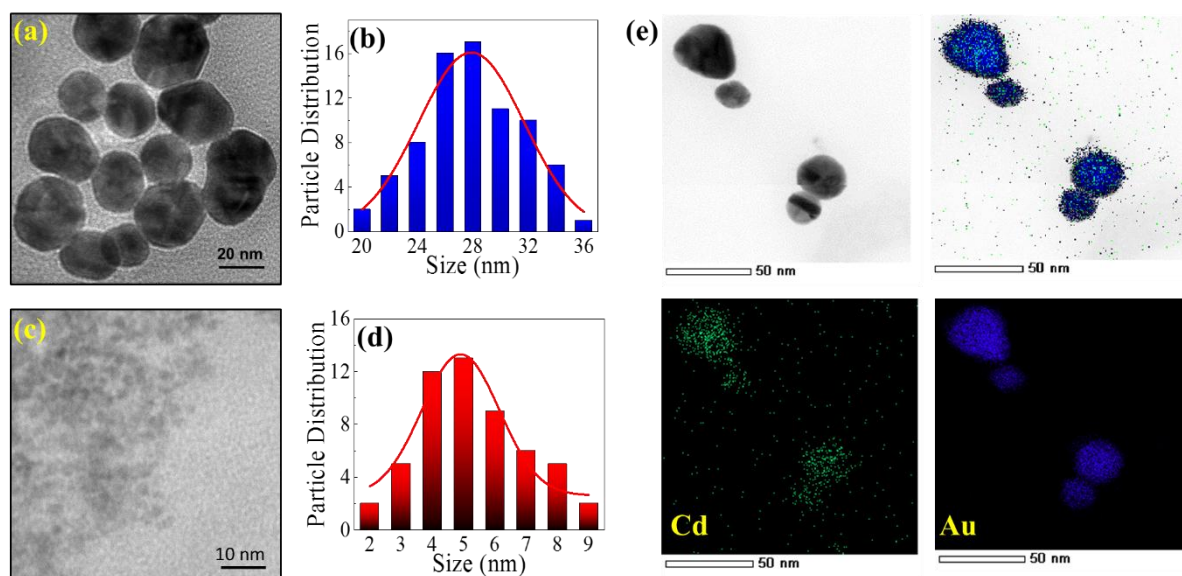 (a)
20 nm
(b)
Particle Distribution
16
12
8
4
0
20 24 28 32 36
Size (nm)
(c)
10 nm
(d)
Particle Distribution
16
12
8
4
0
2 3 4 5 6 7 8 9
Size (nm)
(e)
50 nm
50 nm
Cd
50 nm
Au
50 nm